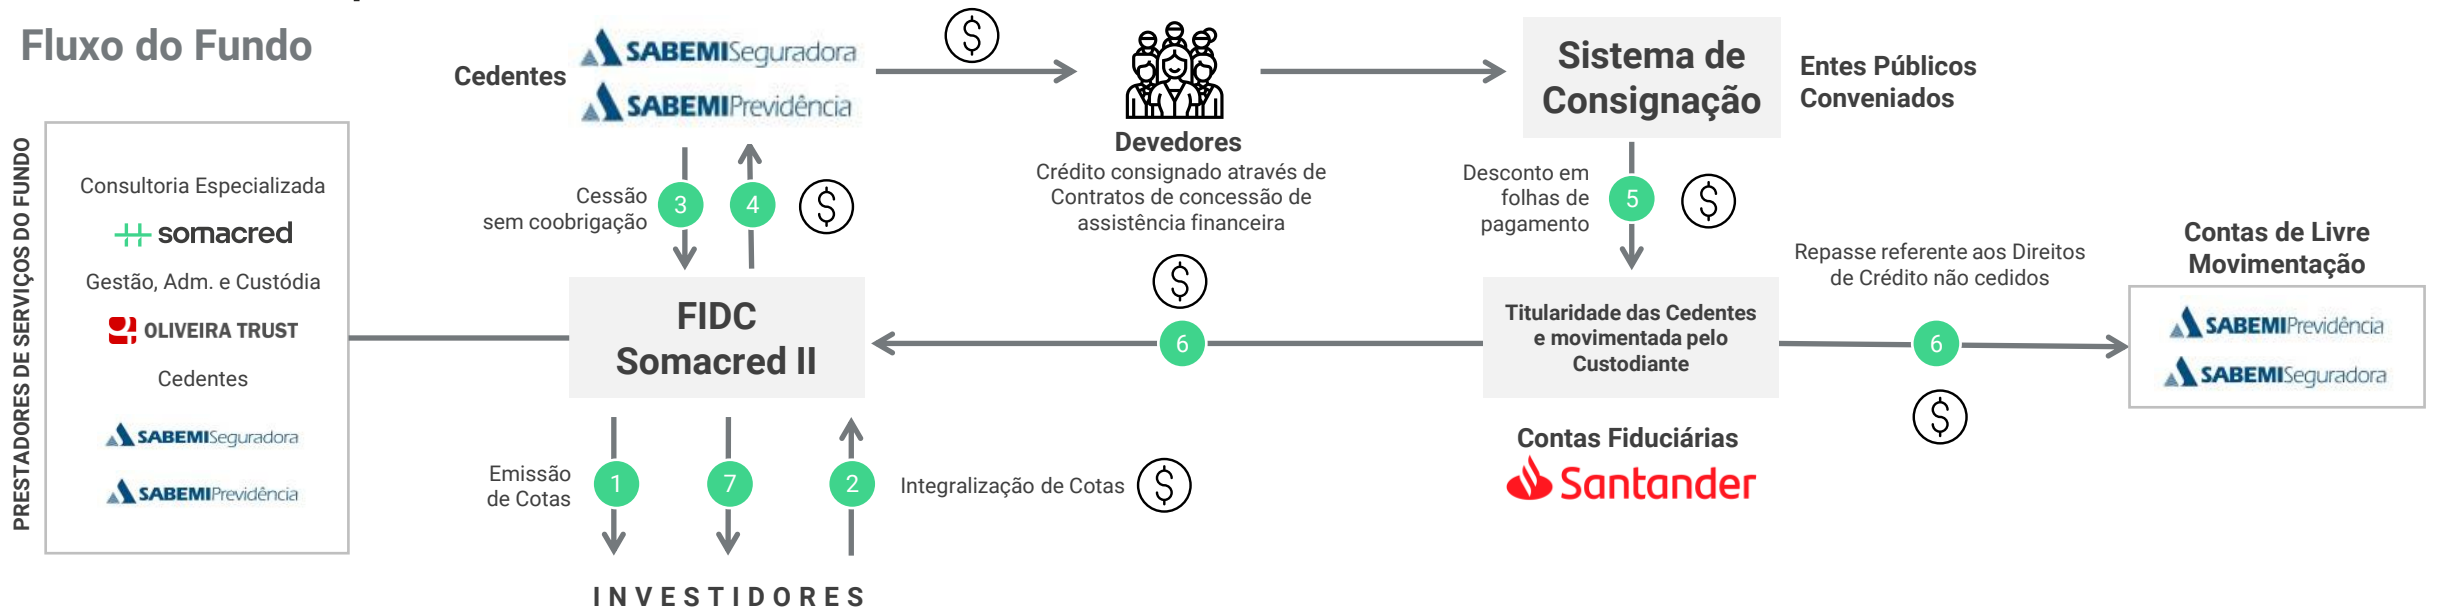 Fluxo do Fundo
PRESTADORES DE SERVIÇOS DO FUNDO
Consultoria Especializada
somacred
Gestão, Adm. e Custódia
OLIVEIRA TRUST
Cedentes
SABEMISeguradora
SABEMIPrevidência
Cedentes
SABEMISeguradora
SABEMIPrevidência
$
Devedores
Crédito consignado através de
Contratos de concessão de
assistência financeira
Sistema de
Consignação
Entes Públicos
Conveniados
Cessão
sem coobrigação
3
4
$
Desconto em
folhas de
pagamento
5
$
FIDC
Somacred II
$
6
Titularidade das Cedentes
e movimentada pelo
Custodiante
Contas Fiduciárias
Santander
Repasse referente aos Direitos
de Crédito não cedidos
6
$
Contas de Livre
Movimentação
SABEMIPrevidência
SABEMISeguradora
Emissão
de Cotas
1
7
2
Integralização de Cotas
$
INVESTIDORES